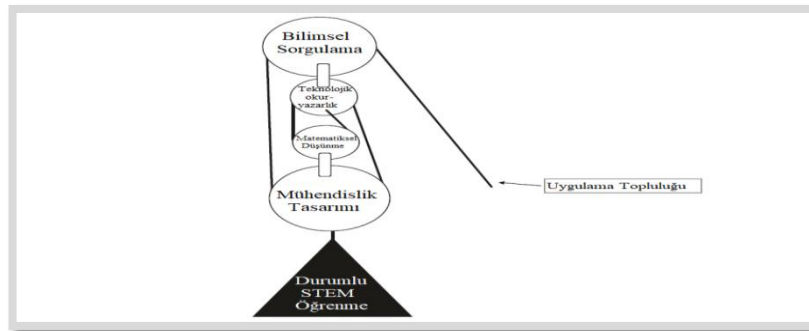 Bilimsel
Sorgulama
Teknolojik
okur-
yazarlık
Matematiksel
Düşünme
Mühendislik
Tasarımı
Uygulama Topluluğu
Durumlu
STEM
Öğrenme